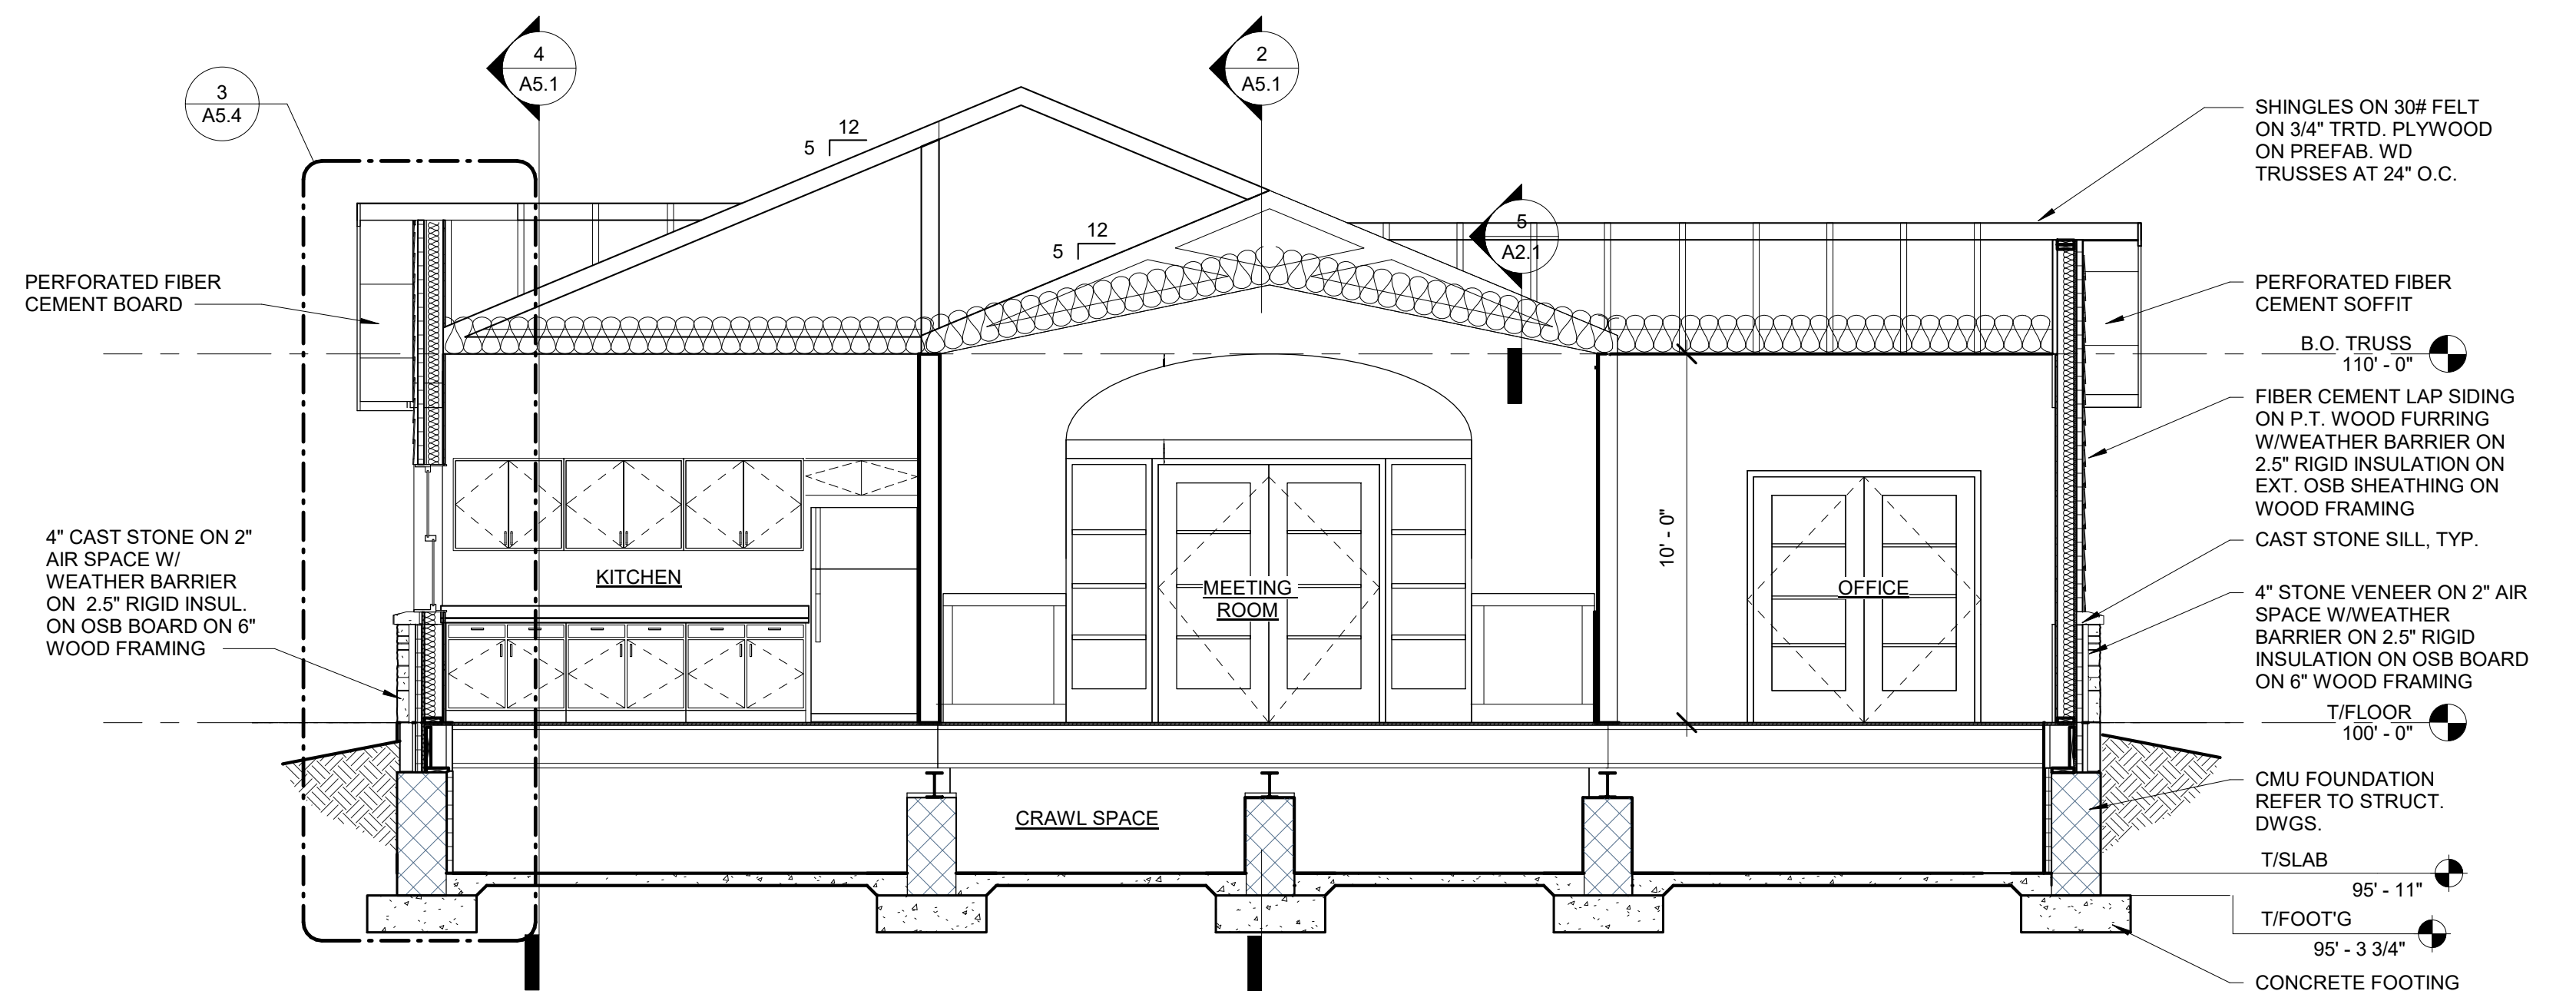 4
A5.1
2
A5.1
3
A5.4
12
5
12
5
5
A2.1
SHINGLES ON 30# FELT
ON 3/4" TRTD. PLYWOOD
ON PREFAB. WD
TRUSSES AT 24" O.C.
PERFORATED FIBER
CEMENT BOARD
PERFORATED FIBER
CEMENT SOFFIT
B.O. TRUSS
110' - 0"
FIBER CEMENT LAP SIDING
ON P.T. WOOD FURRING
W/WEATHER BARRIER ON
2.5" RIGID INSULATION ON
EXT. OSB SHEATHING ON
WOOD FRAMING
4" CAST STONE ON 2"
AIR SPACE W/
WEATHER BARRIER
ON 2.5" RIGID INSUL.
ON OSB BOARD ON 6"
WOOD FRAMING
KITCHEN
MEETING
ROOM
10' - 0"
OFFICE
CAST STONE SILL, TYP.
4" STONE VENEER ON 2" AIR
SPACE W/WEATHER
BARRIER ON 2.5" RIGID
INSULATION ON OSB BOARD
ON 6" WOOD FRAMING
T/FLOOR
100' - 0"
CRAWL SPACE
CMU FOUNDATION
REFER TO STRUCT.
DWGS.
T/SLAB
95' - 11"
T/FOOT'G
95' - 3 3/4"
CONCRETE FOOTING